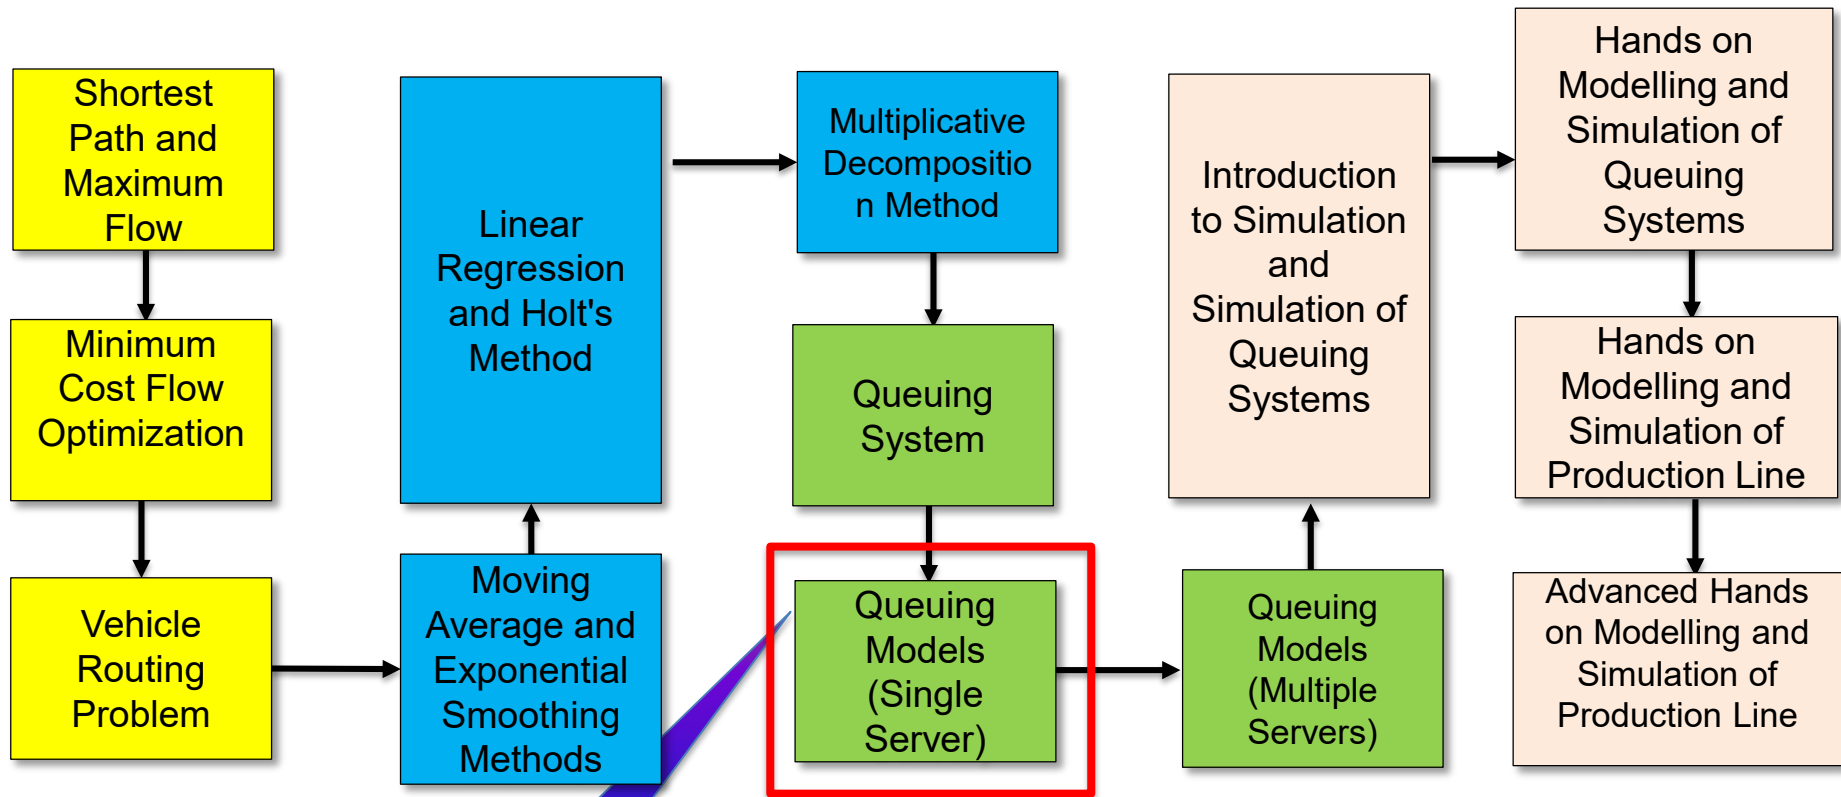 Shortest
Path and
Maximum
Flow
Minimum
Cost Flow
Optimization
Vehicle
Routing
Problem
Moving
Average and
Exponential
Smoothing
Methods
Linear
Regression
and Holt's
Method
Multiplicative
Decompositio
n Method
Queuing
System
Queuing
Models
(Single
Server)
Queuing
Models
(Multiple
Servers)
Introduction
to Simulation
and
Simulation of
Queuing
Systems
Hands on
Modelling and
Simulation of
Queuing
Systems
Hands on
Modelling and
Simulation of
Production Line
Advanced Hands
on Modelling and
Simulation of
Production Line